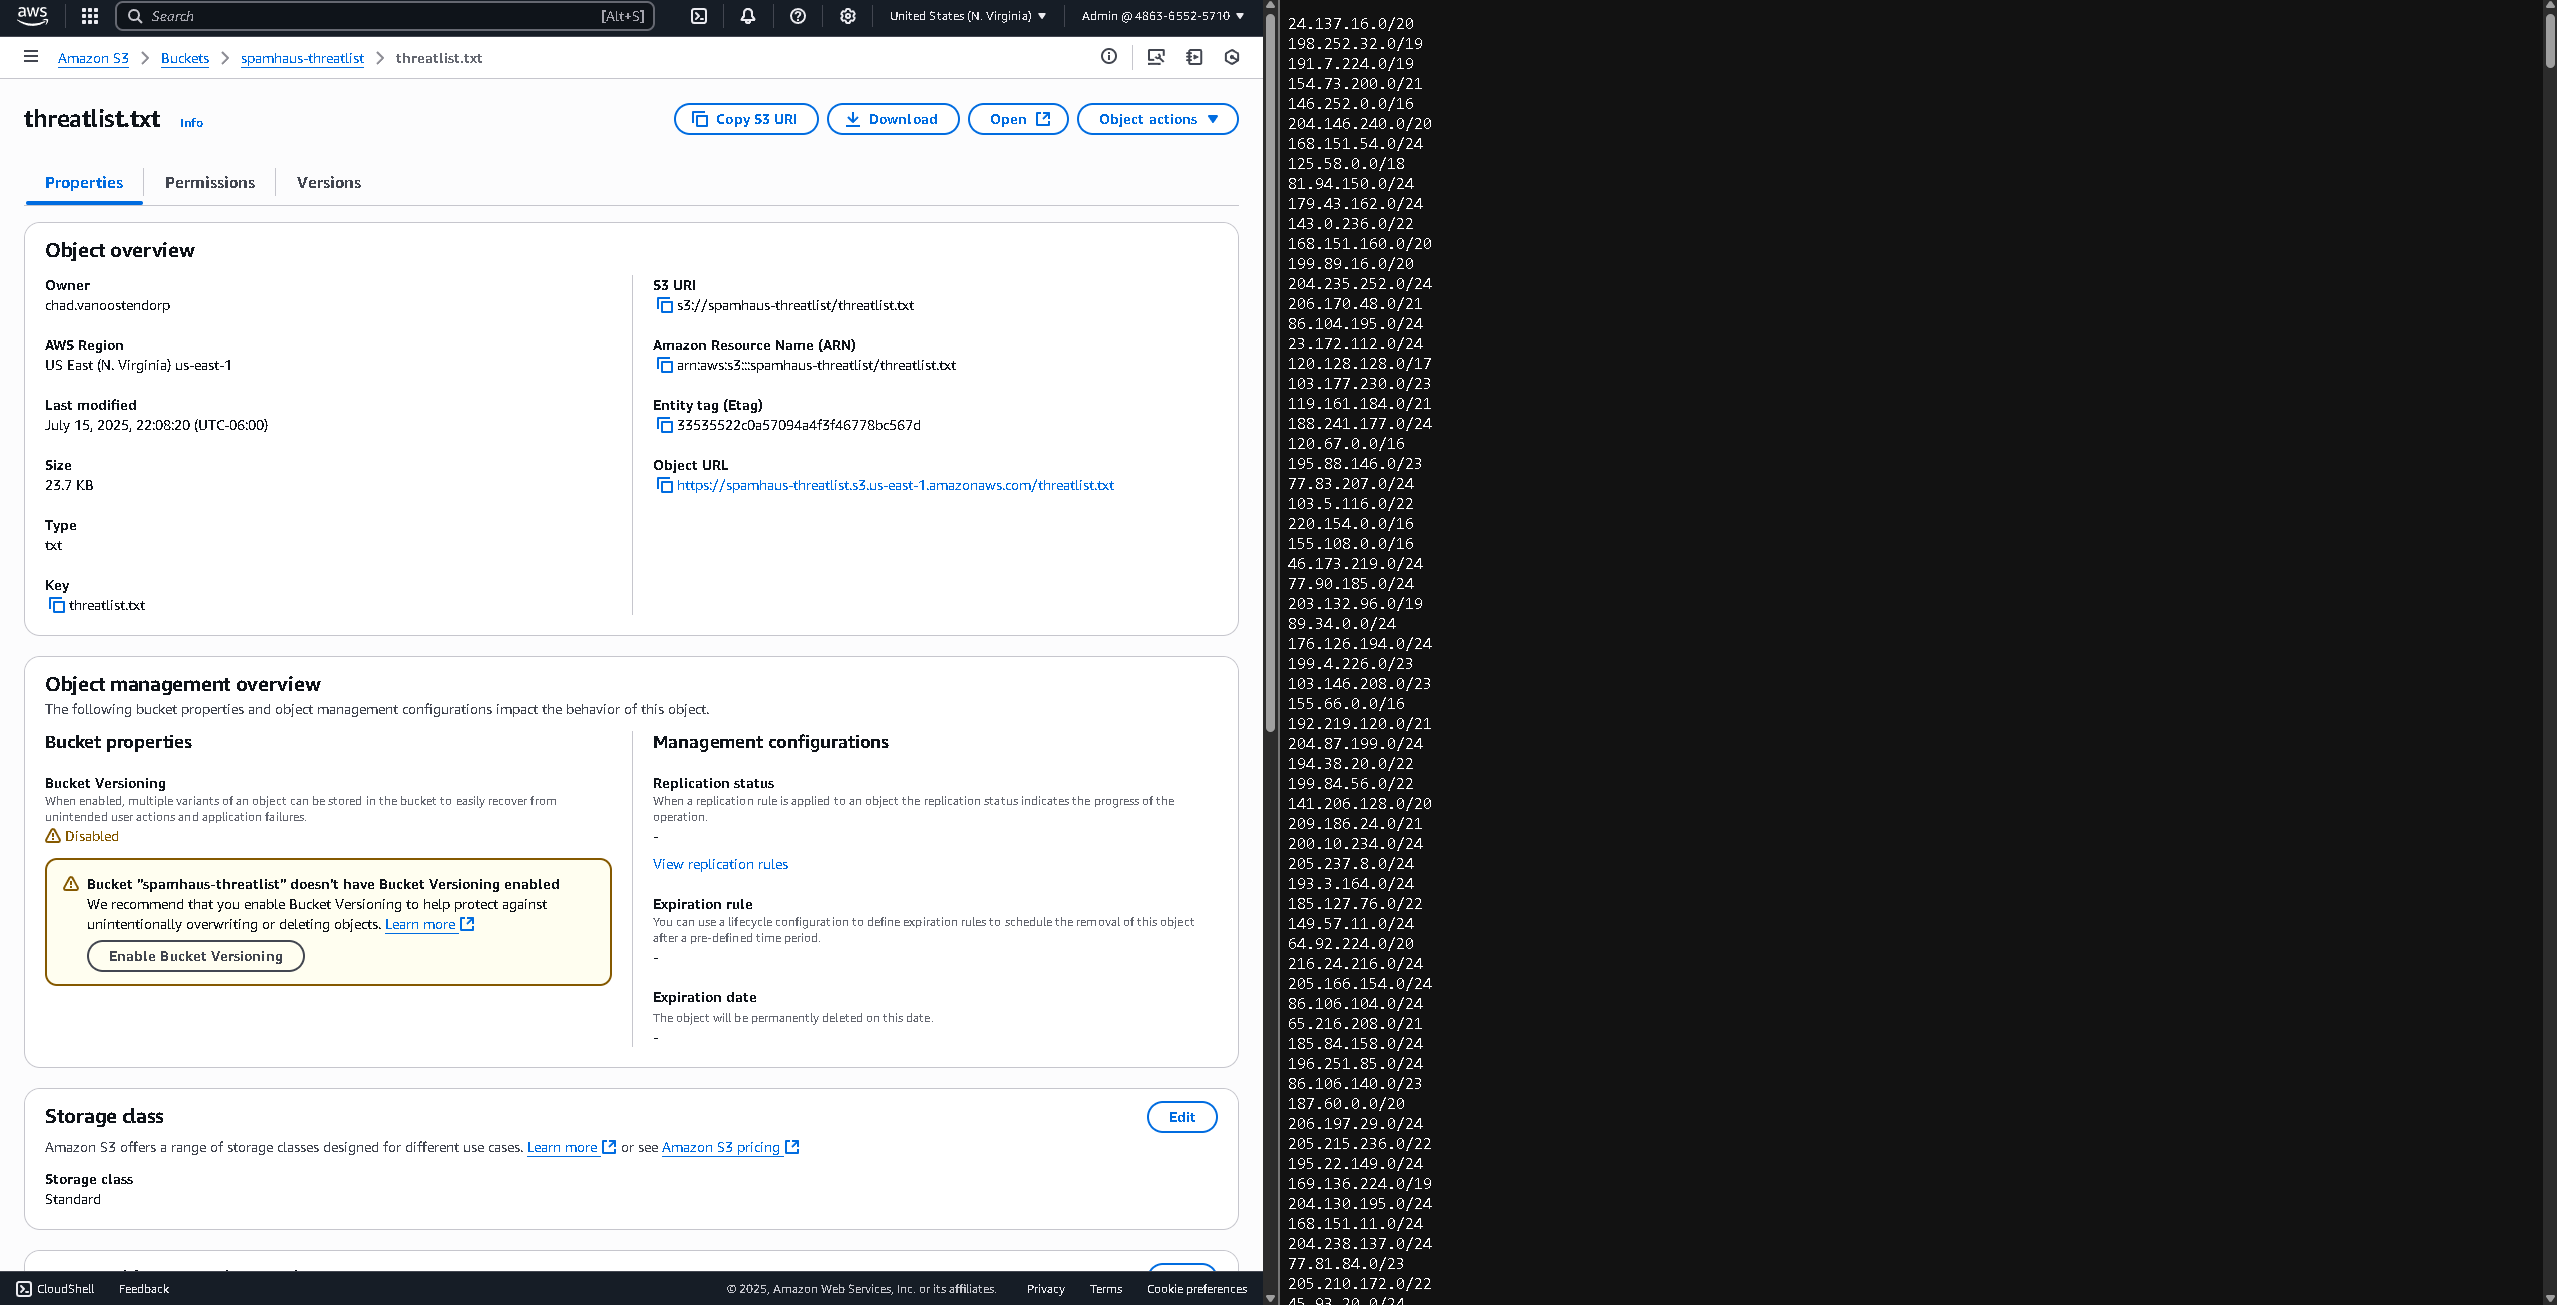 aws
Search
[Alt+S]
United States (N. Virginia)
Admin @ 4863-6552-5710
Amazon S3
Buckets
spamhaus-threatlist
threatlist.txt
threatlist.txt
Info
Copy S3 URI
Download
Open
Object actions
Properties
Permissions
Versions
Object overview
Owner
chad.vanoostendorp
AWS Region
US East (N. Virginia) us-east-1
Last modified
July 15, 2025, 22:08:20 (UTC-06:00)
Size
23.7 KB
Type
txt
Key
threatlist.txt
S3 URI
s3://spamhaus-threatlist/threatlist.txt
Amazon Resource Name (ARN)
arn:aws:s3:::spamhaus-threatlist/threatlist.txt
Entity tag (Etag)
33535522c0a57094a4f3f46778bc567d
Object URL
https://spamhaus-threatlist.s3.us-east-1.amazonaws.com/threatlist.txt
Object management overview
The following bucket properties and object management configurations impact the behavior of this object.
Bucket properties
Bucket Versioning
When enabled, multiple variants of an object can be stored in the bucket to easily recover from
unintended user actions and application failures.
Disabled
Bucket "spamhaus-threatlist" doesn't have Bucket Versioning enabled
We recommend that you enable Bucket Versioning to help protect against
unintentionally overwriting or deleting objects. Learn more
Enable Bucket Versioning
Management configurations
Replication status
When a replication rule is applied to an object the replication status indicates the progress of the
operation.
-
View replication rules
Expiration rule
You can use a lifecycle configuration to define expiration rules to schedule the removal of this object
after a pre-defined time period.
-
Expiration date
The object will be permanently deleted on this date.
-
Storage class
Edit
Amazon S3 offers a range of storage classes designed for different use cases. Learn more or see Amazon S3 pricing
Storage class
Standard
CloudShell
Feedback
© 2025, Amazon Web Services, Inc. or its affiliates.
Privacy
Terms
Cookie preferences
24.137.16.0/20
198.252.32.0/19
191.7.224.0/19
154.73.200.0/21
146.252.0.0/16
204.146.240.0/20
168.151.54.0/24
125.58.0.0/18
81.94.150.0/24
179.43.162.0/24
143.0.236.0/22
168.151.160.0/20
199.89.16.0/20
204.235.252.0/24
206.170.48.0/21
86.104.195.0/24
23.172.112.0/24
120.128.128.0/17
103.177.230.0/23
119.161.184.0/21
188.241.177.0/24
120.67.0.0/16
195.88.146.0/23
77.83.207.0/24
103.5.116.0/22
220.154.0.0/16
155.108.0.0/16
46.173.219.0/24
77.90.185.0/24
203.132.96.0/19
89.34.0.0/24
176.126.194.0/24
199.4.226.0/23
103.146.208.0/23
155.66.0.0/16
192.219.120.0/21
204.87.199.0/24
194.38.20.0/22
199.84.56.0/22
141.206.128.0/20
209.186.24.0/21
200.10.234.0/24
205.237.8.0/24
193.3.164.0/24
185.127.76.0/22
149.57.11.0/24
64.92.224.0/20
216.24.216.0/24
205.166.154.0/24
86.106.104.0/24
65.216.208.0/21
185.84.158.0/24
196.251.85.0/24
86.106.140.0/23
187.60.0.0/20
206.197.29.0/24
205.215.236.0/22
195.22.149.0/24
169.136.224.0/19
204.130.195.0/24
168.151.11.0/24
204.238.137.0/24
77.81.84.0/23
205.210.172.0/22
45.93.20.0/24